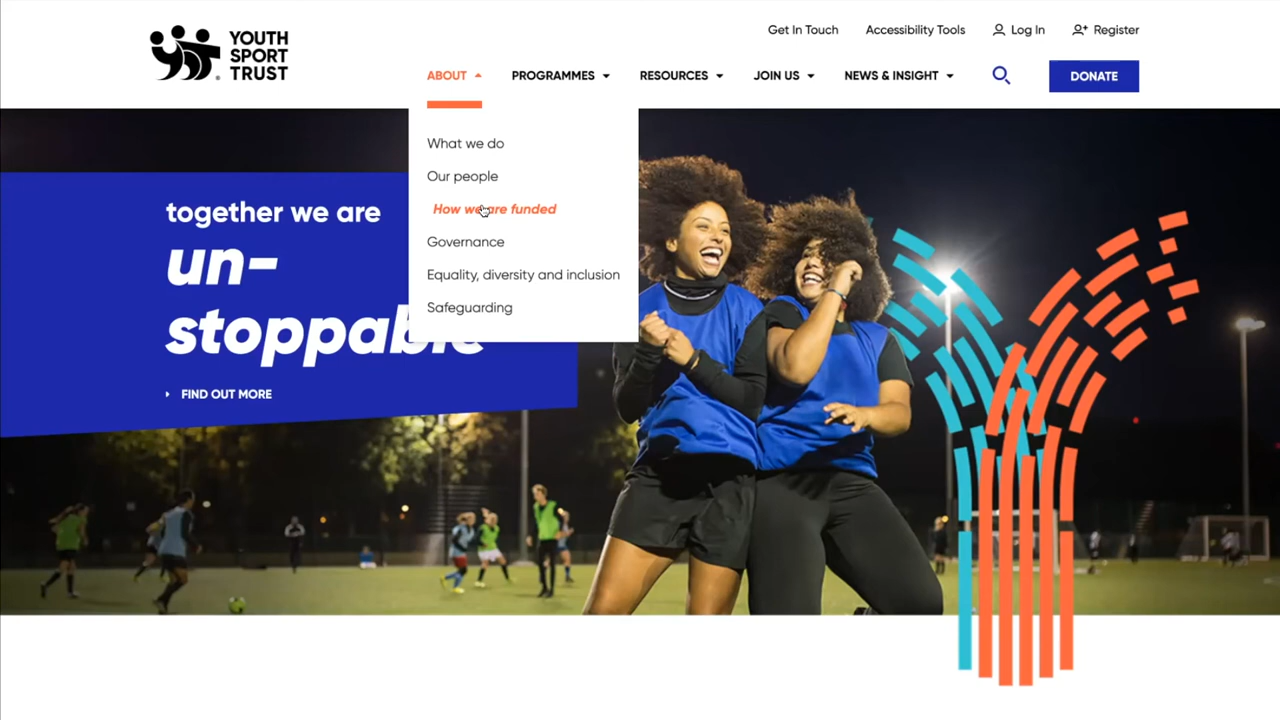 YOUTH
SPORT
TRUST
Get In Touch
Accessibility Tools
Log In
Register
ABOUT
PROGRAMMES
RESOURCES
JOIN US
NEWS & INSIGHT
DONATE
What we do
Our people
How we are funded
Governance
Equality, diversity and inclusion
Safeguarding
together we are
un-
stoppable
FIND OUT MORE